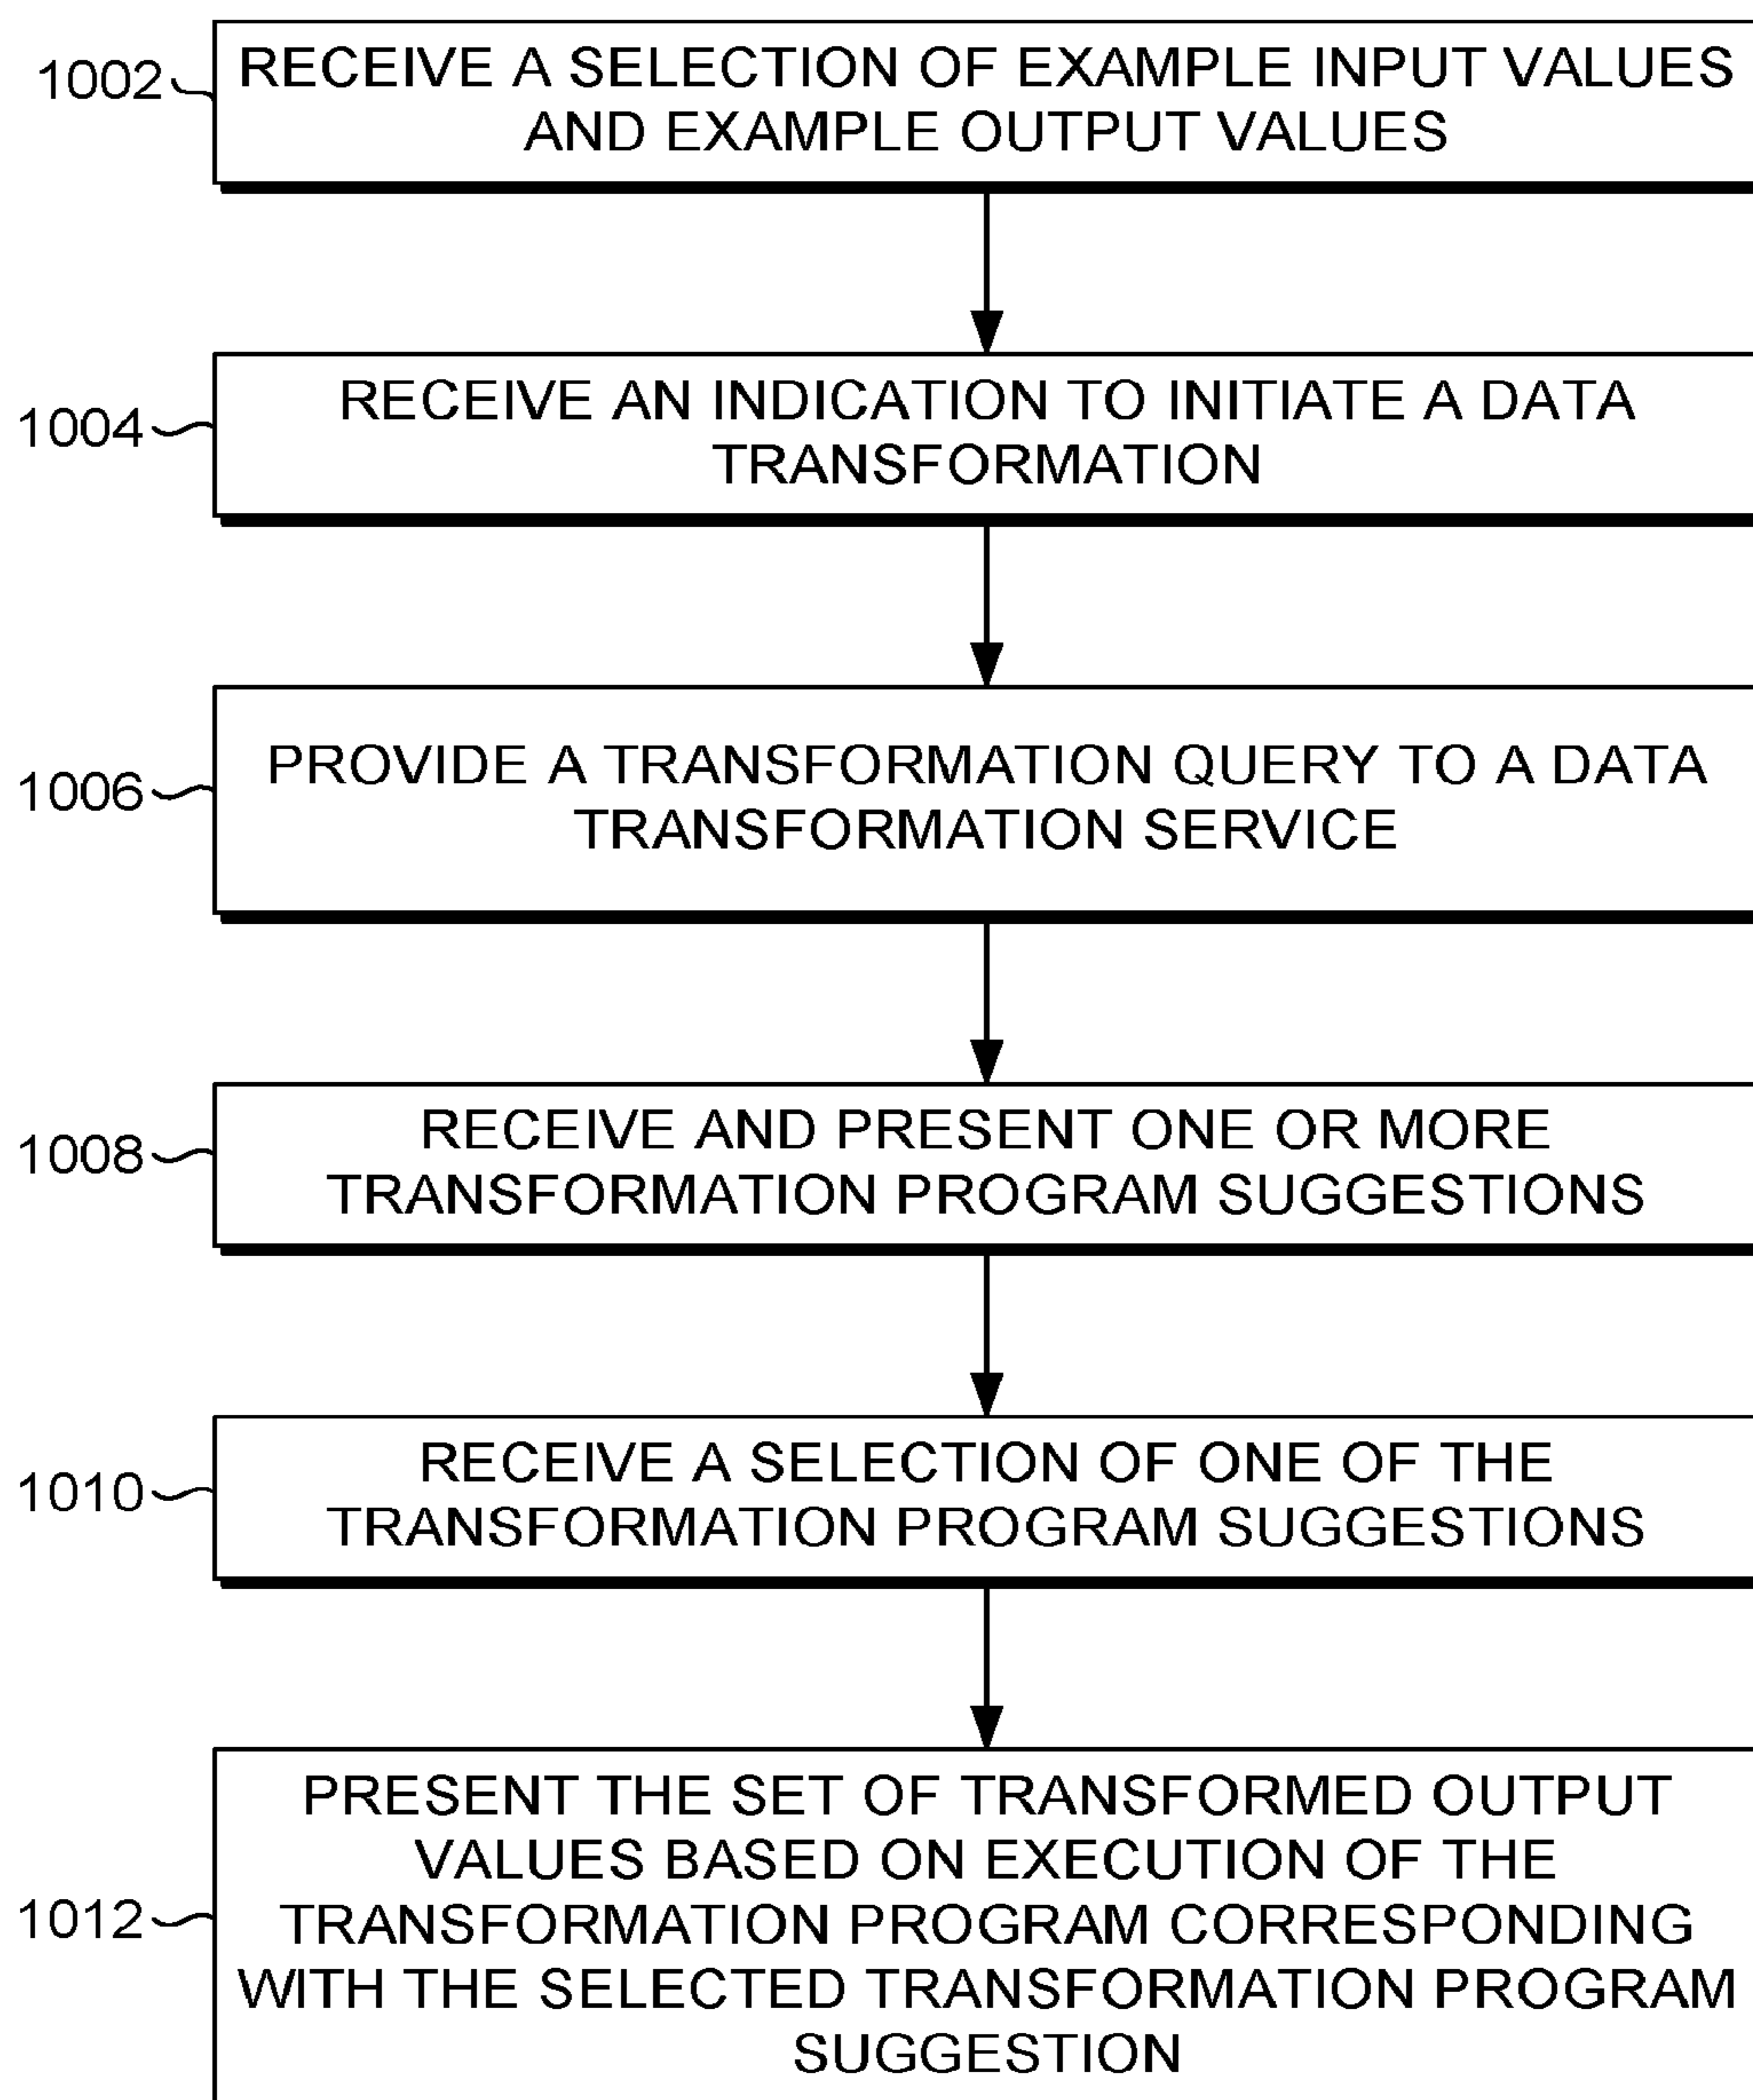 1002
RECEIVE A SELECTION OF EXAMPLE INPUT VALUES
AND EXAMPLE OUTPUT VALUES
1004
RECEIVE AN INDICATION TO INITIATE A DATA
TRANSFORMATION
1006
PROVIDE A TRANSFORMATION QUERY TO A DATA
TRANSFORMATION SERVICE
1008
RECEIVE AND PRESENT ONE OR MORE
TRANSFORMATION PROGRAM SUGGESTIONS
1010
RECEIVE A SELECTION OF ONE OF THE
TRANSFORMATION PROGRAM SUGGESTIONS
1012
PRESENT THE SET OF TRANSFORMED OUTPUT
VALUES BASED ON EXECUTION OF THE
TRANSFORMATION PROGRAM CORRESPONDING
WITH THE SELECTED TRANSFORMATION PROGRAM
SUGGESTION